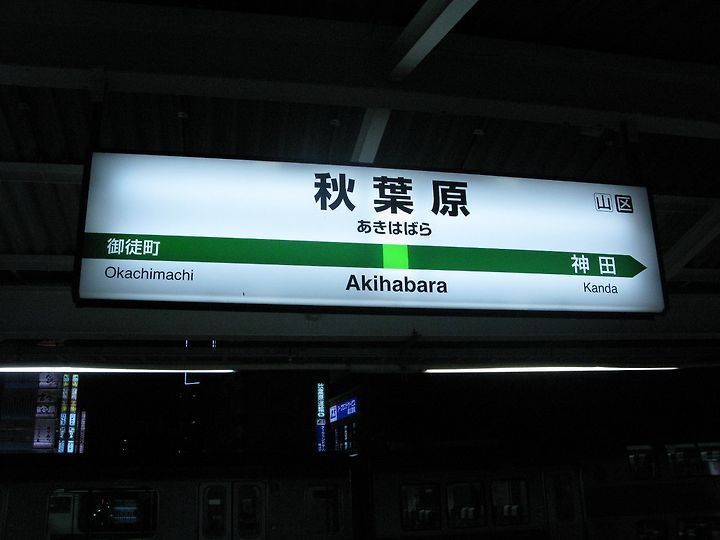 秋葉原
山 区
あきはばら
御徒町
神田
Okachimachi
Akihabara
Kanda